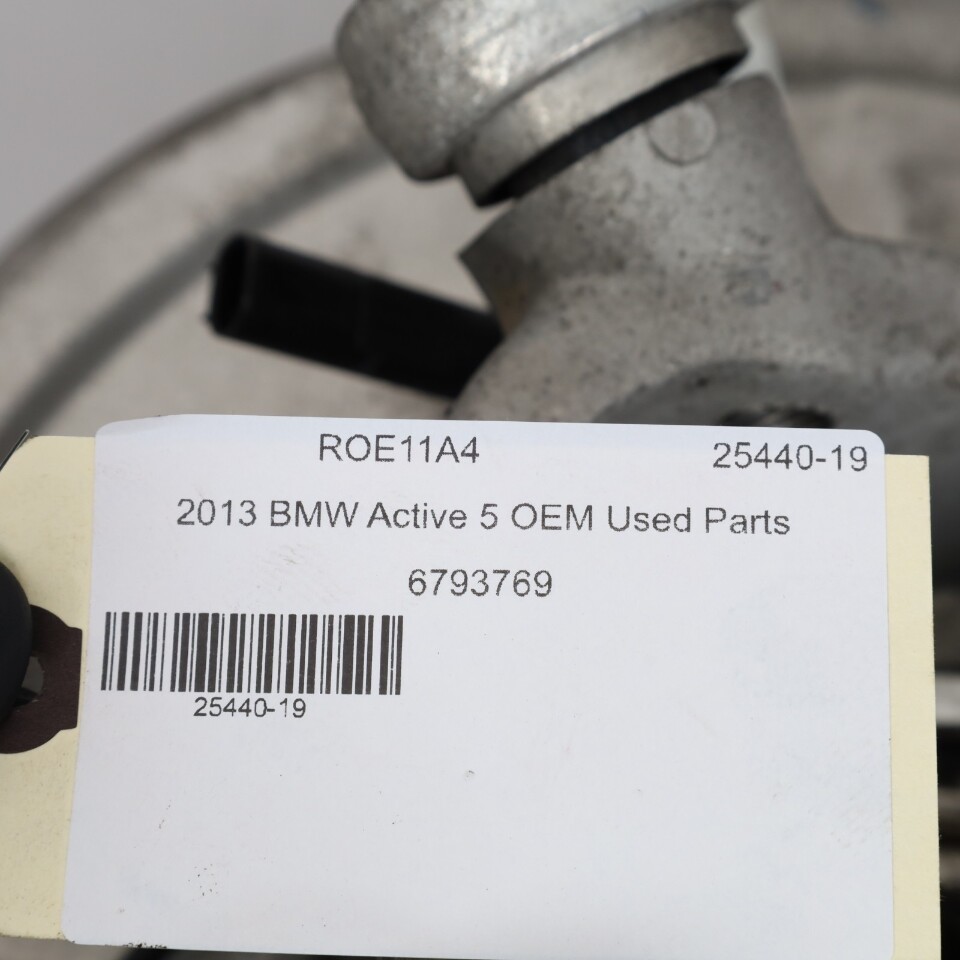 ROE11A4 25440-19
2013 BMW Active 5 OEM Used Parts
6793769
25440-19